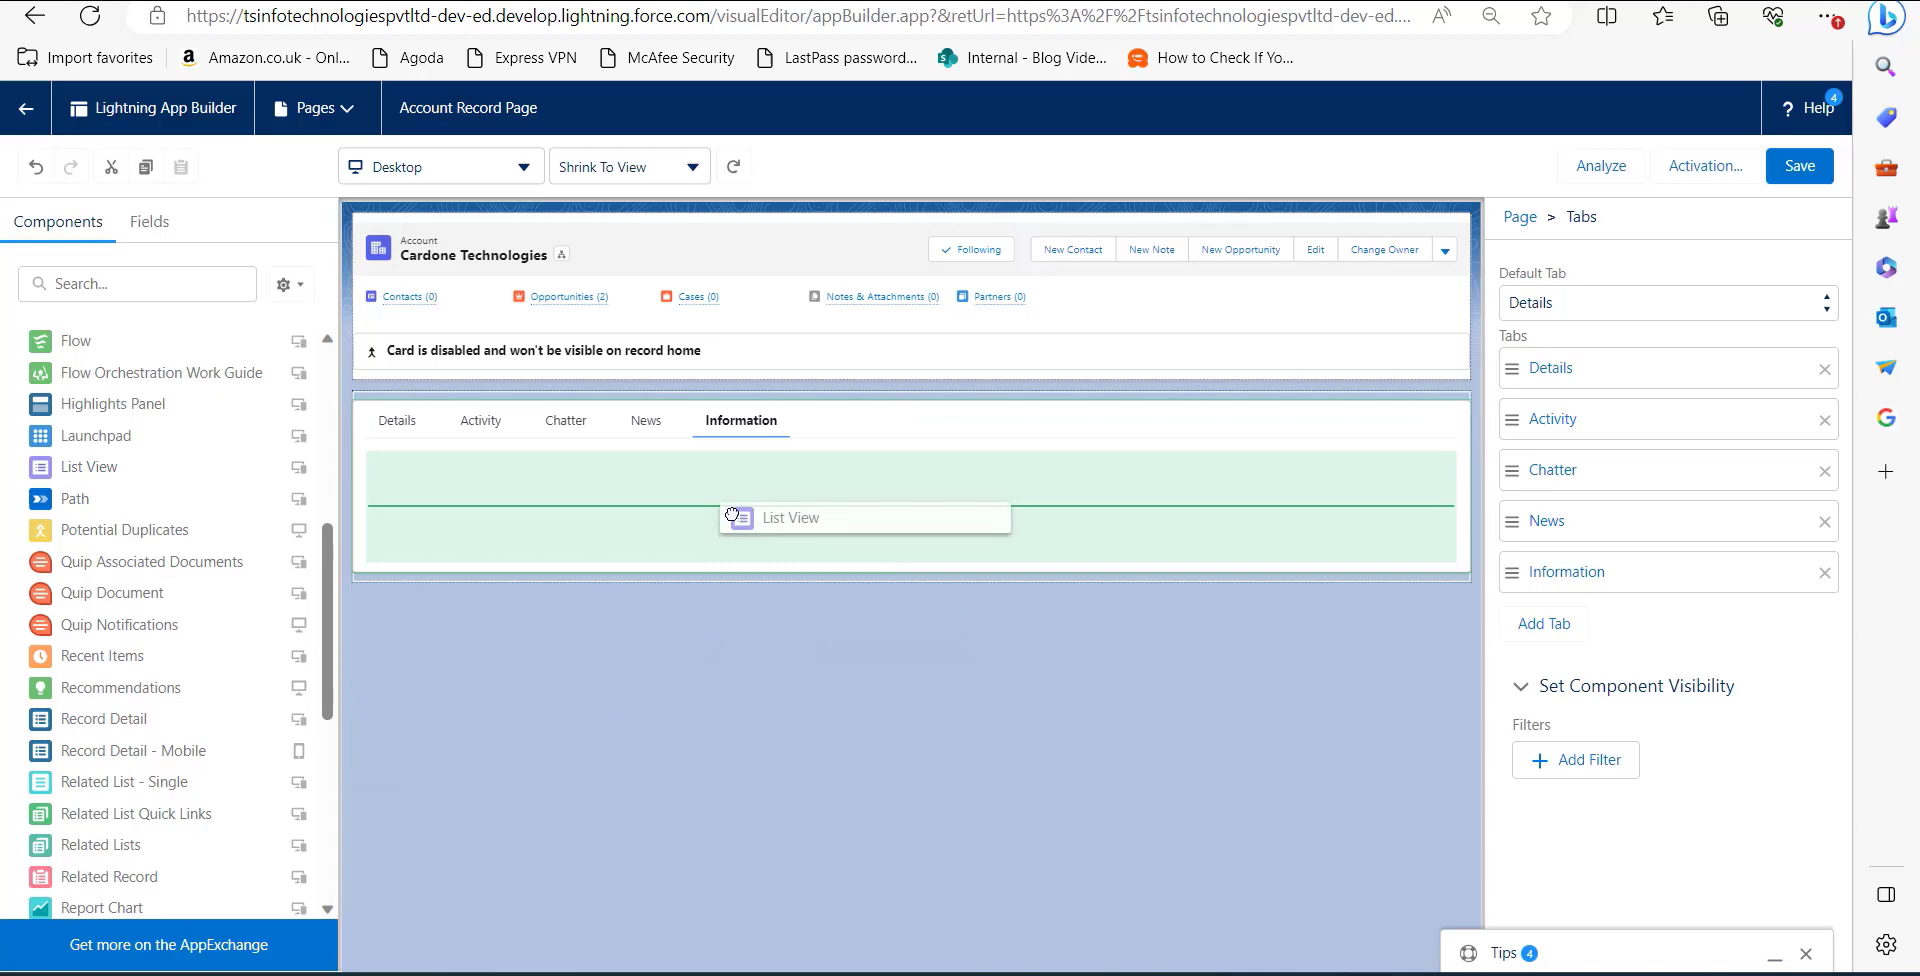 https://tsinfotechnologiespvtltd-dev-ed.develop.lightning.force.com/visualEditor/appBuilder.app?&retUrl=https%3A%2F%2Ftsinfotechnologiespvtltd-dev-ed....
Import favorites
Amazon.co.uk - Onl...
Agoda
Express VPN
McAfee Security
LastPass password...
Internal - Blog Vide...
How to Check If Yo...
Lightning App Builder
Pages
Account Record Page
? Help
4
Desktop
Shrink To View
Analyze
Activation...
Save
Components
Fields
Search...
Flow
Flow Orchestration Work Guide
Highlights Panel
Launchpad
List View
Path
Potential Duplicates
Quip Associated Documents
Quip Document
Quip Notifications
Recent Items
Recommendations
Record Detail
Record Detail - Mobile
Related List - Single
Related List Quick Links
Related Lists
Related Record
Report Chart
Get more on the AppExchange
Account
Cardone Technologies
Following
New Contact
New Note
New Opportunity
Edit
Change Owner
Contacts (0)
Opportunities (2)
Cases (0)
Notes & Attachments (0)
Partners (0)
Card is disabled and won't be visible on record home
Details
Activity
Chatter
News
Information
List View
Page > Tabs
Default Tab
Details
Tabs
Details
Activity
Chatter
News
Information
Add Tab
Set Component Visibility
Filters
+ Add Filter
Tips 4